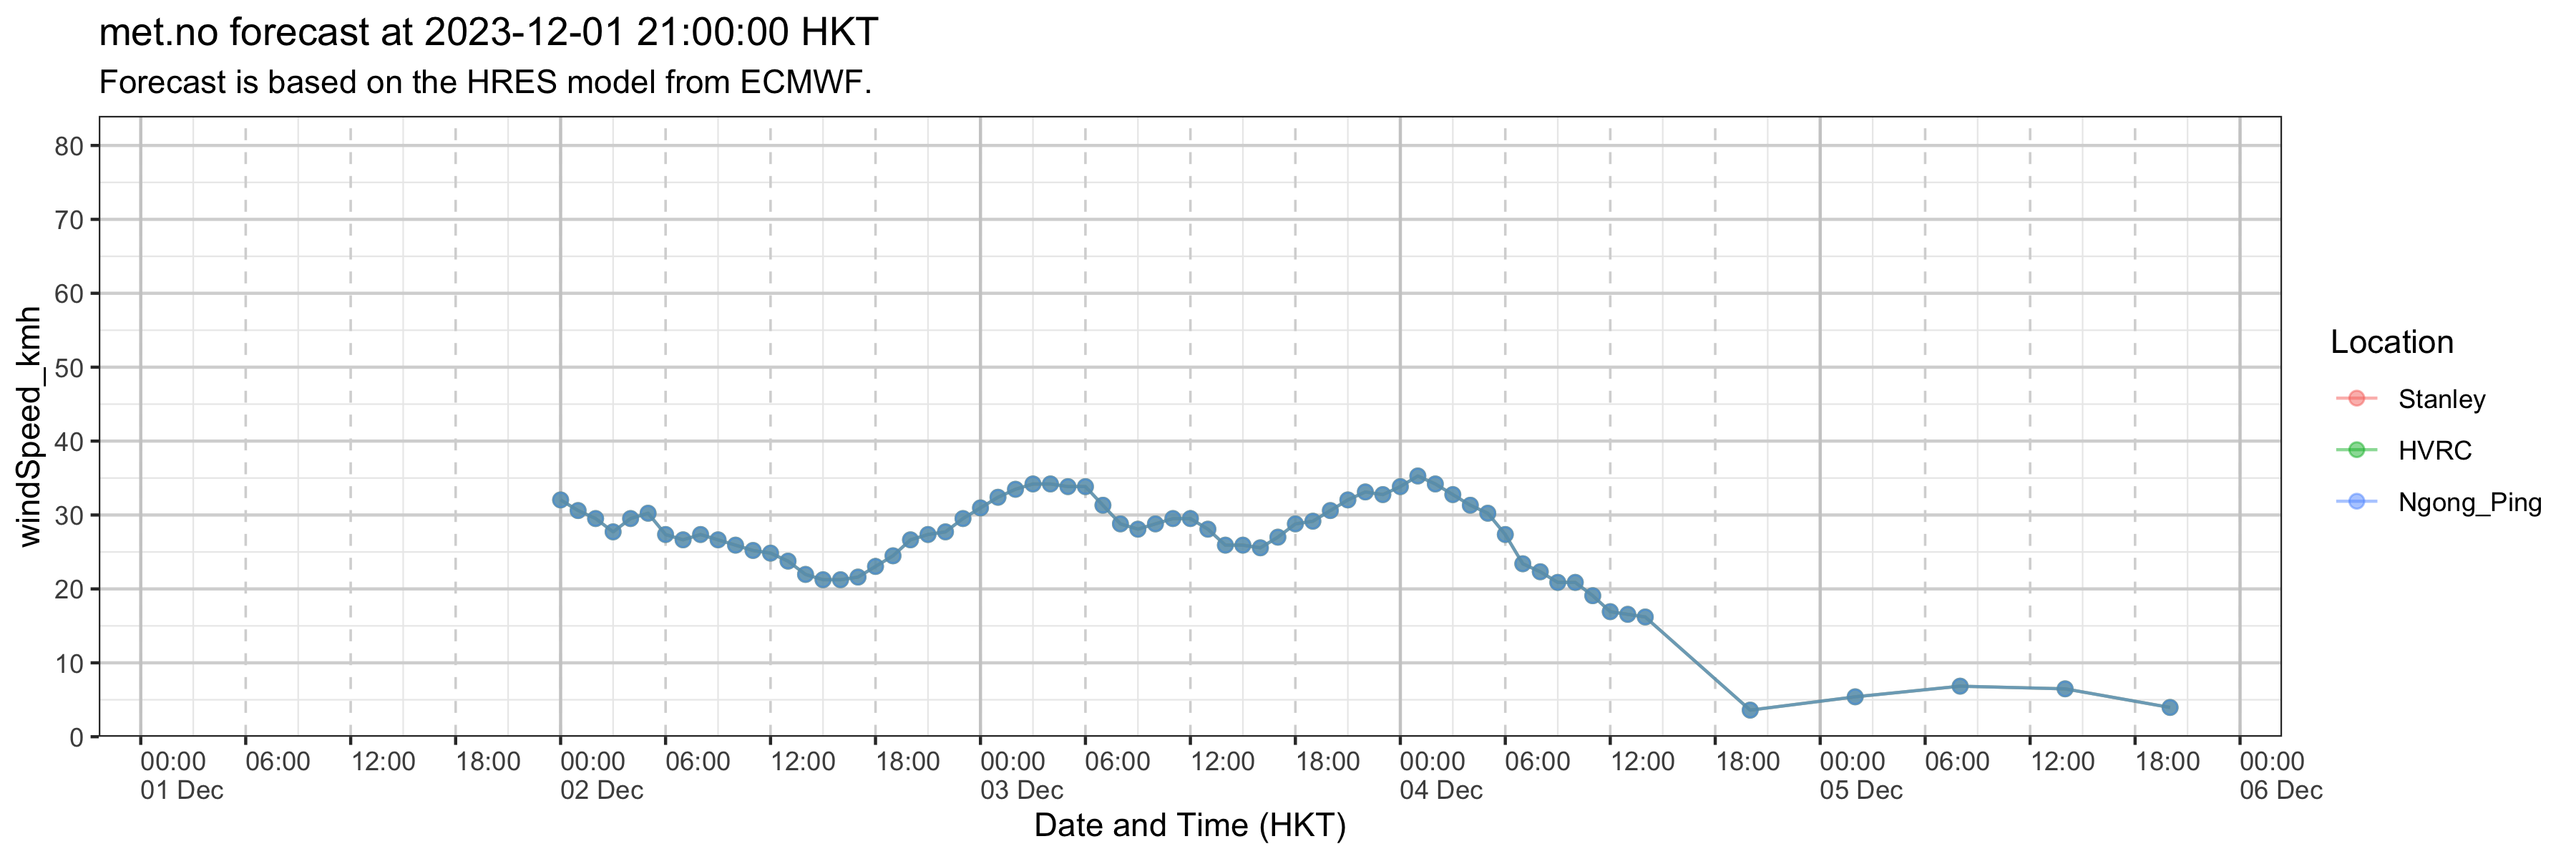 met.no forecast at 2023-12-01 21:00:00 HKT
Forecast is based on the HRES model from ECMWF.
windSpeed_kmh
80
70
60
50
40
30
20
10
0
00:00 06:00 12:00 18:00 00:00 06:00 12:00 18:00 00:00 06:00 12:00 18:00 00:00 06:00 12:00 18:00 00:00 06:00 12:00 18:00 00:00
01 Dec 02 Dec 03 Dec 04 Dec 05 Dec 06 Dec
Date and Time (HKT)
Location
Stanley
HVRC
Ngong_Ping